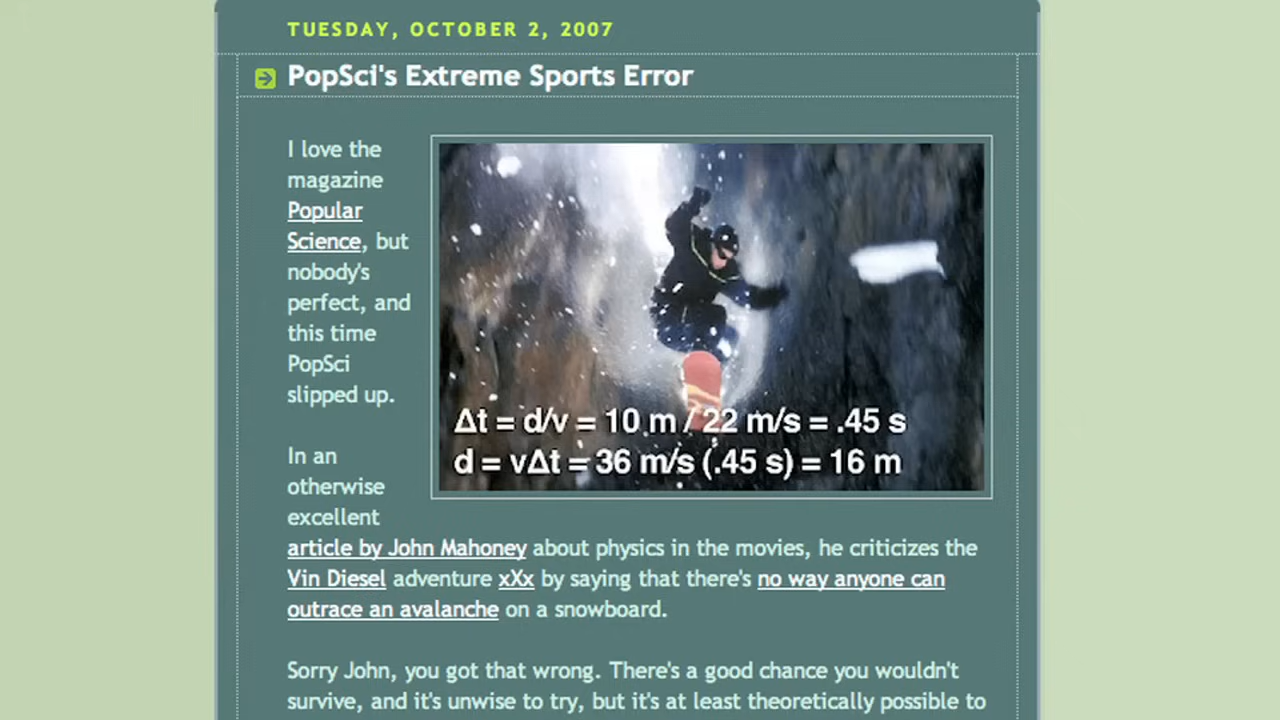 TUESDAY, OCTOBER 2, 2007
PopSci's Extreme Sports Error
I love the
magazine
Popular
Science, but
nobody's
perfect, and
this time
PopSci
slipped up.
Δt = d/v = 10 m / 22 m/s = .45 s
d = vΔt = 36 m/s (.45 s) = 16 m
In an
otherwise
excellent
article by John Mahoney about physics in the movies, he criticizes the
Vin Diesel adventure xXx by saying that there's no way anyone can
outrace an avalanche on a snowboard.
Sorry John, you got that wrong. There's a good chance you wouldn't
survive, and it's unwise to try, but it's at least theoretically possible to